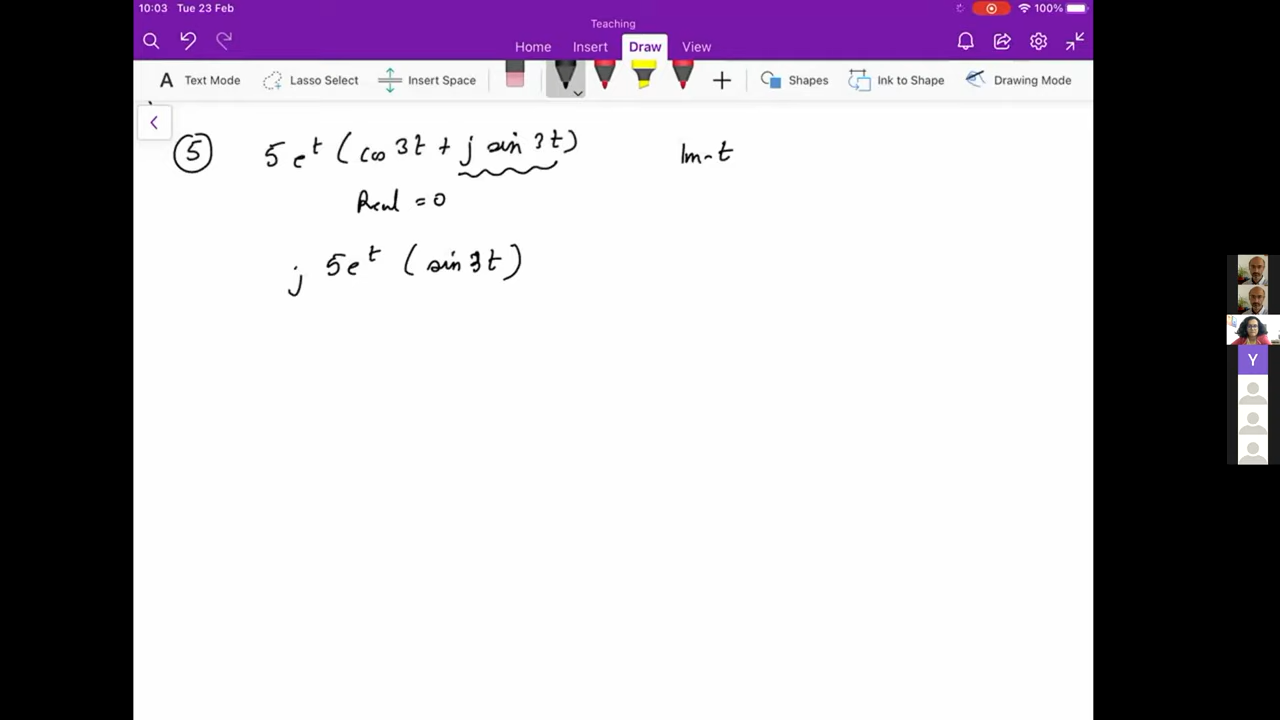 10:03 Tue 23 Feb
100%
Teaching
Home Insert Draw View
Text Mode Lasso Select Insert Space Shapes Ink to Shape Drawing Mode
5 5 e^t ( cos 3t + j sin 3t ) Im-t
Real = 0
j 5e^t ( sin 3t )
Y